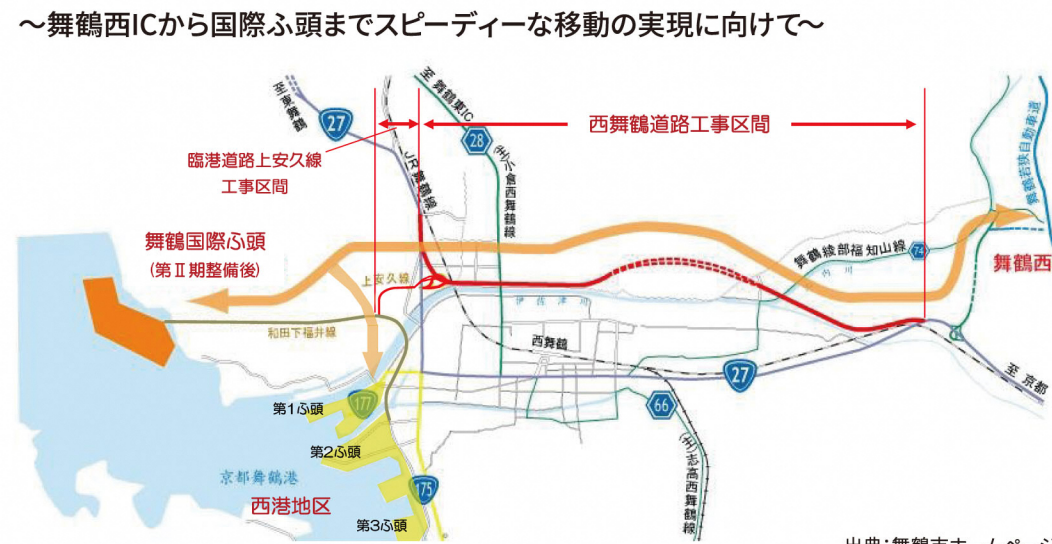 ～舞鶴西ICから国際ふ頭までスピーディーな移動の実現に向けて～
至東舞鶴
27
至 舞鶴東IC
28
西舞鶴道路工事区間
臨港道路上安久線
工事区間
JR舞鶴線
(主)小倉西舞鶴線
舞鶴若狭自動車道
舞鶴国際ふ頭
(第Ⅱ期整備後)
舞鶴綾部福知山線
74
内川
舞鶴西
上安久線
伊佐津川
和田下福井線
西舞鶴
27
至 京都
第1ふ頭
177
66
第2ふ頭
(主)志高西舞鶴線
京都舞鶴港
西港地区
175
第3ふ頭